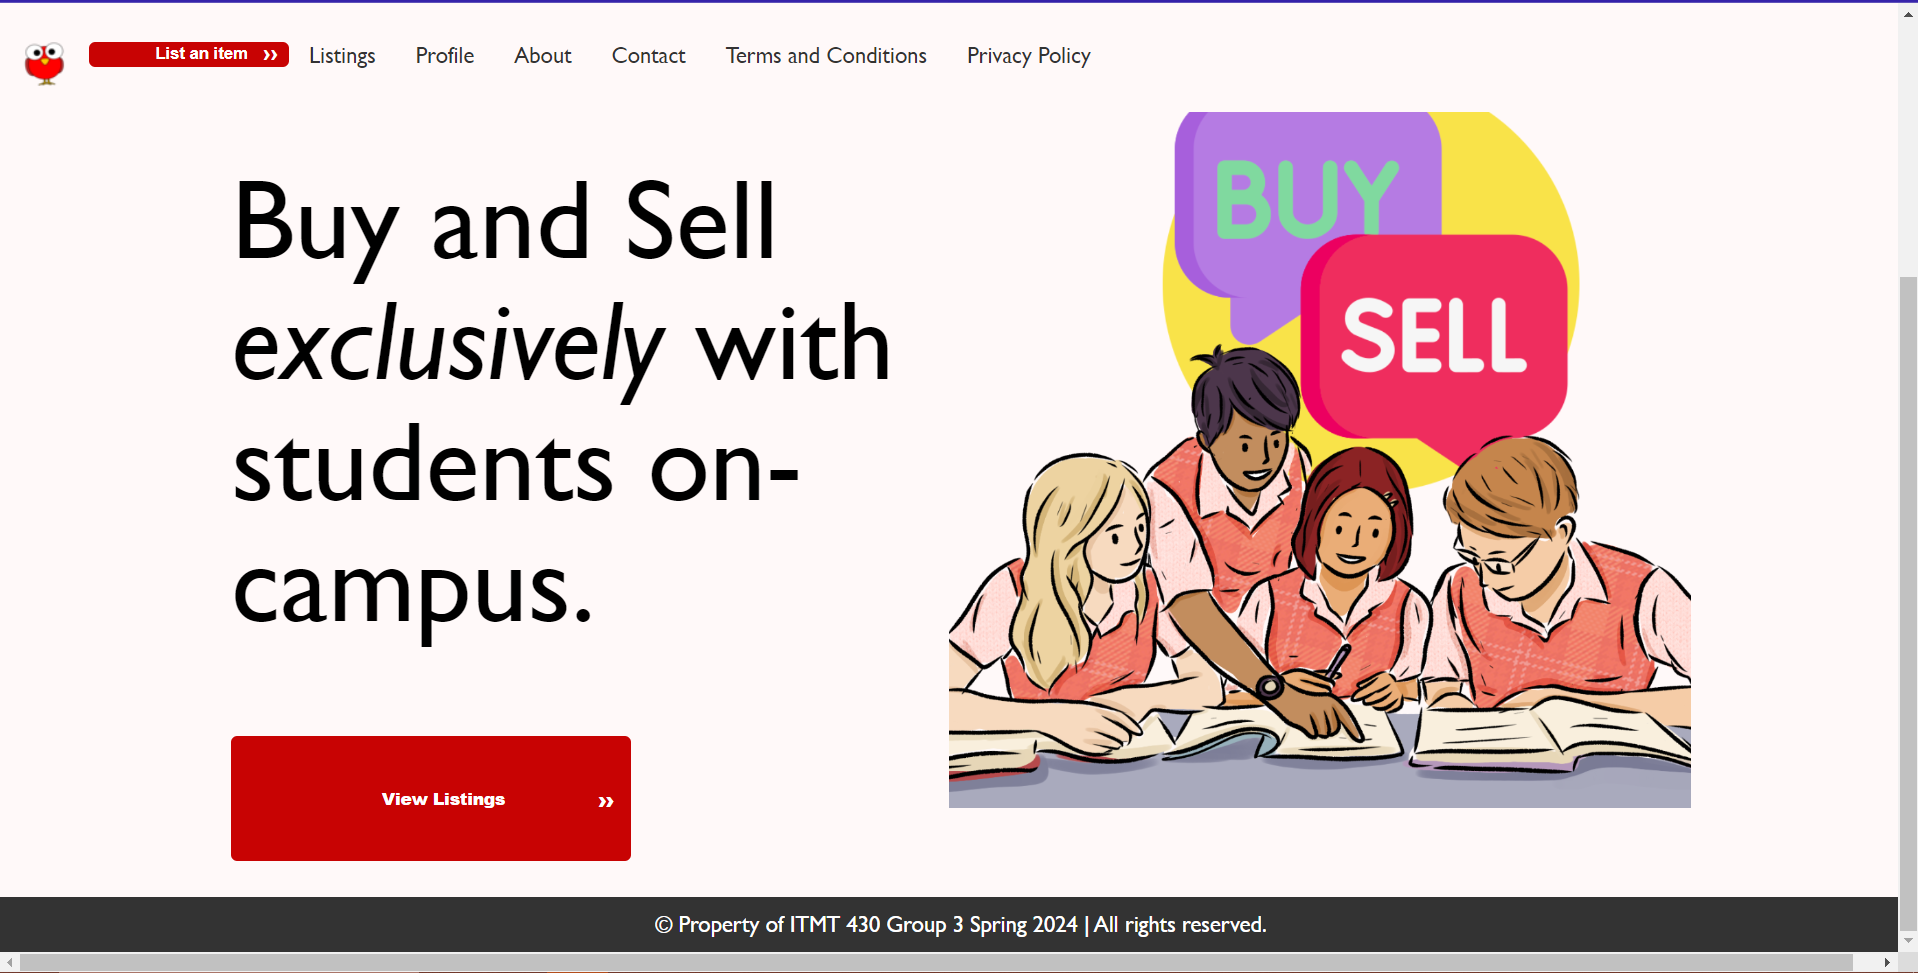 List an item »
Listings
Profile
About
Contact
Terms and Conditions
Privacy Policy
Buy and Sell
exclusively with
students on-
campus.
BUY
SELL
View Listings »
© Property of ITMT 430 Group 3 Spring 2024 | All rights reserved.